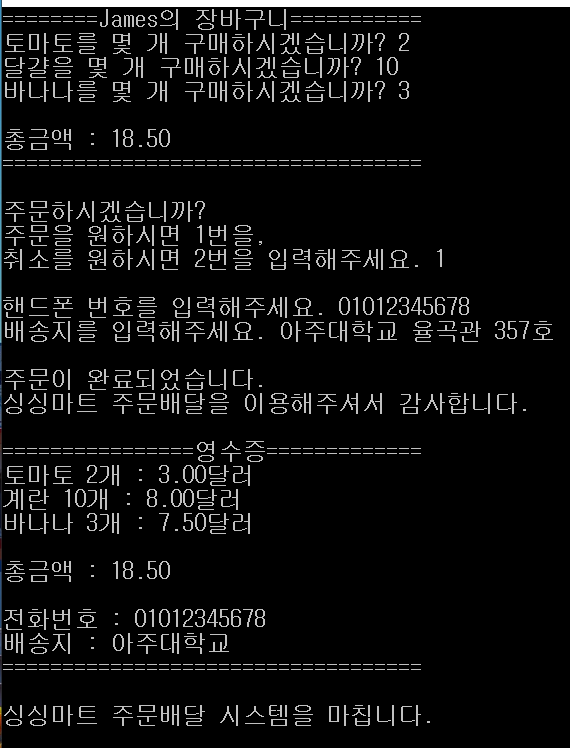 ========James의 장바구니===========
토마토를 몇 개 구매하시겠습니까? 2
달걀을 몇 개 구매하시겠습니까? 10
바나나를 몇 개 구매하시겠습니까? 3
총금액 : 18.50
===================================
주문하시겠습니까?
주문을 원하시면 1번을,
취소를 원하시면 2번을 입력해주세요. 1
핸드폰 번호를 입력해주세요. 01012345678
배송지를 입력해주세요. 아주대학교 율곡관 357호
주문이 완료되었습니다.
싱싱마트 주문배달을 이용해주셔서 감사합니다.
================영수증=============
토마토 2개 : 3.00달러
계란 10개 : 8.00달러
바나나 3개 : 7.50달러
총금액 : 18.50
전화번호 : 01012345678
배송지 : 아주대학교
===================================
싱싱마트 주문배달 시스템을 마칩니다.